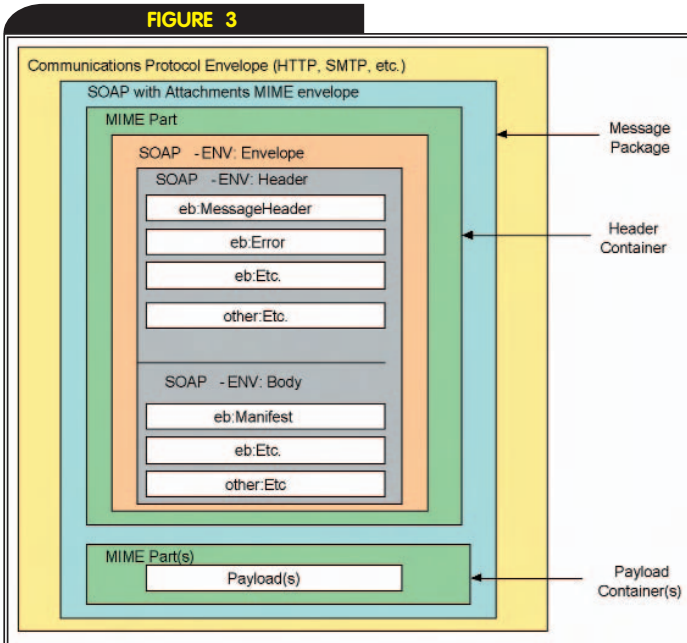 FIGURE 3
Communications Protocol Envelope (HTTP, SMTP, etc.)
SOAP with Attachments MIME envelope
MIME Part
Message
Package
SOAP - ENV: Envelope
SOAP - ENV: Header
eb:MessageHeader
Header
Container
eb:Error
eb:Etc.
other:Etc.
SOAP - ENV: Body
eb:Manifest
eb:Etc.
other:Etc
MIME Part(s)
Payload(s)
Payload
Container(s)